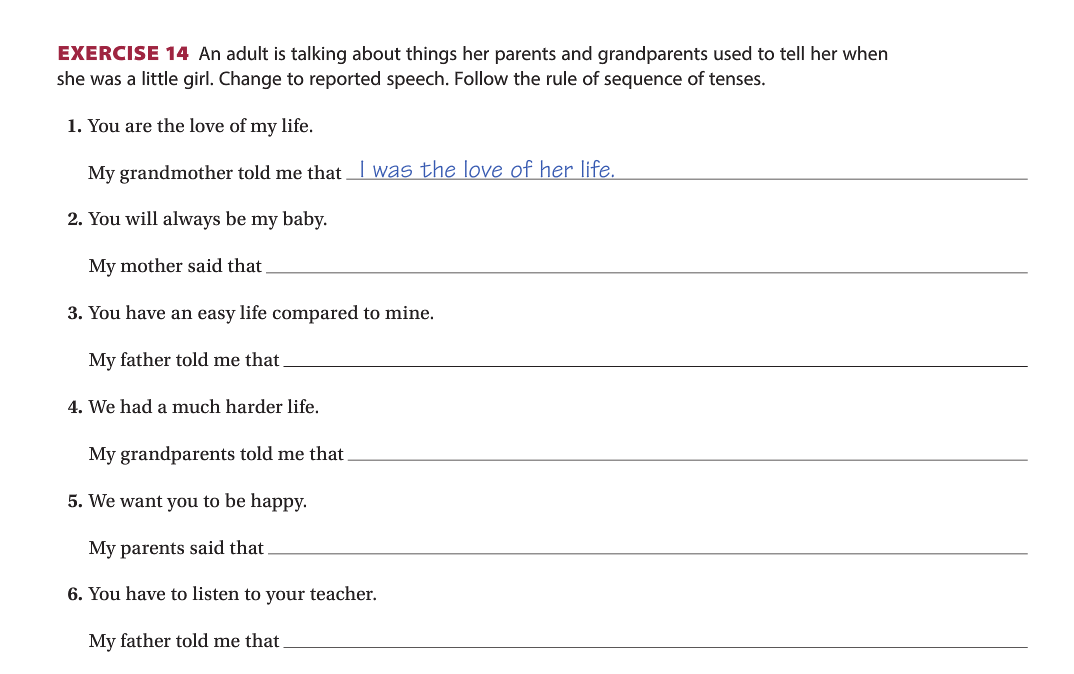 EXERCISE 14 An adult is talking about things her parents and grandparents used to tell her when
she was a little girl. Change to reported speech. Follow the rule of sequence of tenses.
1. You are the love of my life.
My grandmother told me that I was the love of her life.
2. You will always be my baby.
My mother said that
3. You have an easy life compared to mine.
My father told me that
4. We had a much harder life.
My grandparents told me that
5. We want you to be happy.
My parents said that
6. You have to listen to your teacher.
My father told me that